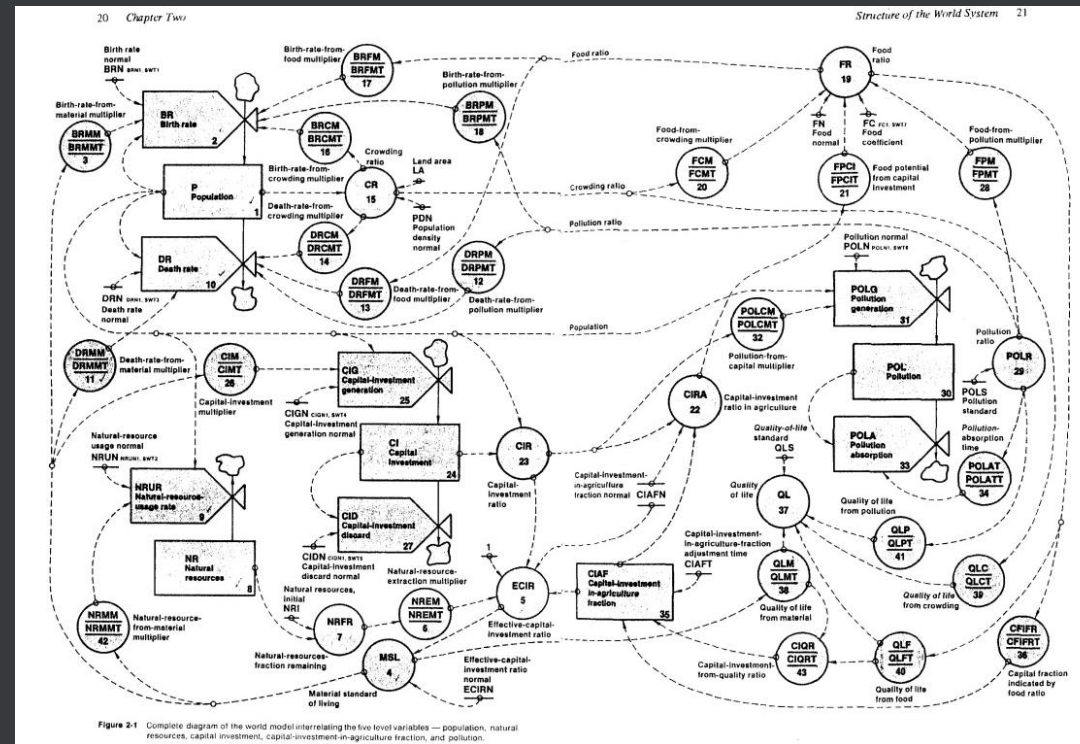 20 Chapter Two
Structure of the World System 21
Birth rate
normal
BRN BRN1, SWT1
Birth-rate-from-
food multiplier
BRFM
BRFMT
17
Food ratio
FR
19
Food
ratio
Birth-rate-from-
material multiplier
BRMM
BRMMT
3
BR
Birth rate
2
Birth-rate-from-
pollution multiplier
BRPM
BRPMT
18
BRCM
BRCMT
16
FN
Food
normal
FC FC1, SWT7
Food
coefficient
Food-from-
crowding multiplier
FCM
FCMT
20
FPCI
FPCIT
21
Food potential
from capital
investment
Food-from-
pollution multiplier
FPM
FPMT
28
P
Population
1
Birth-rate-from-
crowding multiplier
Crowding
ratio
CR
15
Land area
LA
Crowding ratio
Death-rate-from-
crowding multiplier
PDN
Population
density
normal
Pollution ratio
DRCM
DRCMT
14
DR
Death rate
10
DRPM
DRPMT
12
DRFM
DRFMT
13
Death-rate-from-
food multiplier
Death-rate-from-
pollution multiplier
DRN DRN1, SWT3
Death rate
normal
Pollution normal
POLN POLN1, SWT6
POLG
Pollution
generation
31
Population
POLCM
POLCMT
32
Pollution-from-
capital multiplier
Pollution
ratio
POLR
29
DRMM
DRMMT
11
Death-rate-from-
material multiplier
CIM
CIMT
26
Capital-investment
multiplier
CIG
Capital-investment
generation
25
CIGN CIGN1, SWT4
Capital-investment
generation normal
POL
Pollution
30
POLS
Pollution
standard
CIRA
22
Capital-investment
ratio in agriculture
CI
Capital
investment
24
CIR
23
Capital-
investment
ratio
Quality-of-life
standard
QLS
POLA
Pollution
absorption
33
Pollution-
absorption
time
POLAT
POLATT
34
Natural-resource
usage normal
NRUN NRUN1, SWT2
NRUR
Natural-resource-
usage rate
9
CID
Capital-investment
discard
27
CIDN CIDN1, SWT5
Capital-investment
discard normal
Capital-investment-
in-agriculture
fraction normal
CIAFN
Quality
of life
QL
37
Quality of life
from pollution
QLP
QLPT
41
NR
Natural
resources
8
Natural-resource-
extraction multiplier
1
ECIR
5
Capital-investment-
in-agriculture-fraction
adjustment time
CIAFT
CIAF
Capital-investment
in-agriculture
fraction
35
QLM
QLMT
38
Quality of life
from material
QLC
QLCT
39
Quality of life
from crowding
Natural resources,
initial
NRI
NRFR
7
NREM
NREMT
6
Effective-capital-
investment ratio
NRMM
NRMMT
42
Natural-resource-
from-material
multiplier
Natural-resources-
fraction remaining
MSL
4
Material standard
of living
Effective-capital-
investment ratio
normal
ECIRN
Capital-investment-
from-quality ratio
CIQR
CIQRT
43
QLF
QLFT
40
Quality of life
from food
CFIFR
CFIFRT
36
Capital fraction
indicated by
food ratio
Figure 2-1 Complete diagram of the world model interrelating the five level variables — population, natural
resources, capital investment, capital-investment-in-agriculture fraction, and pollution.